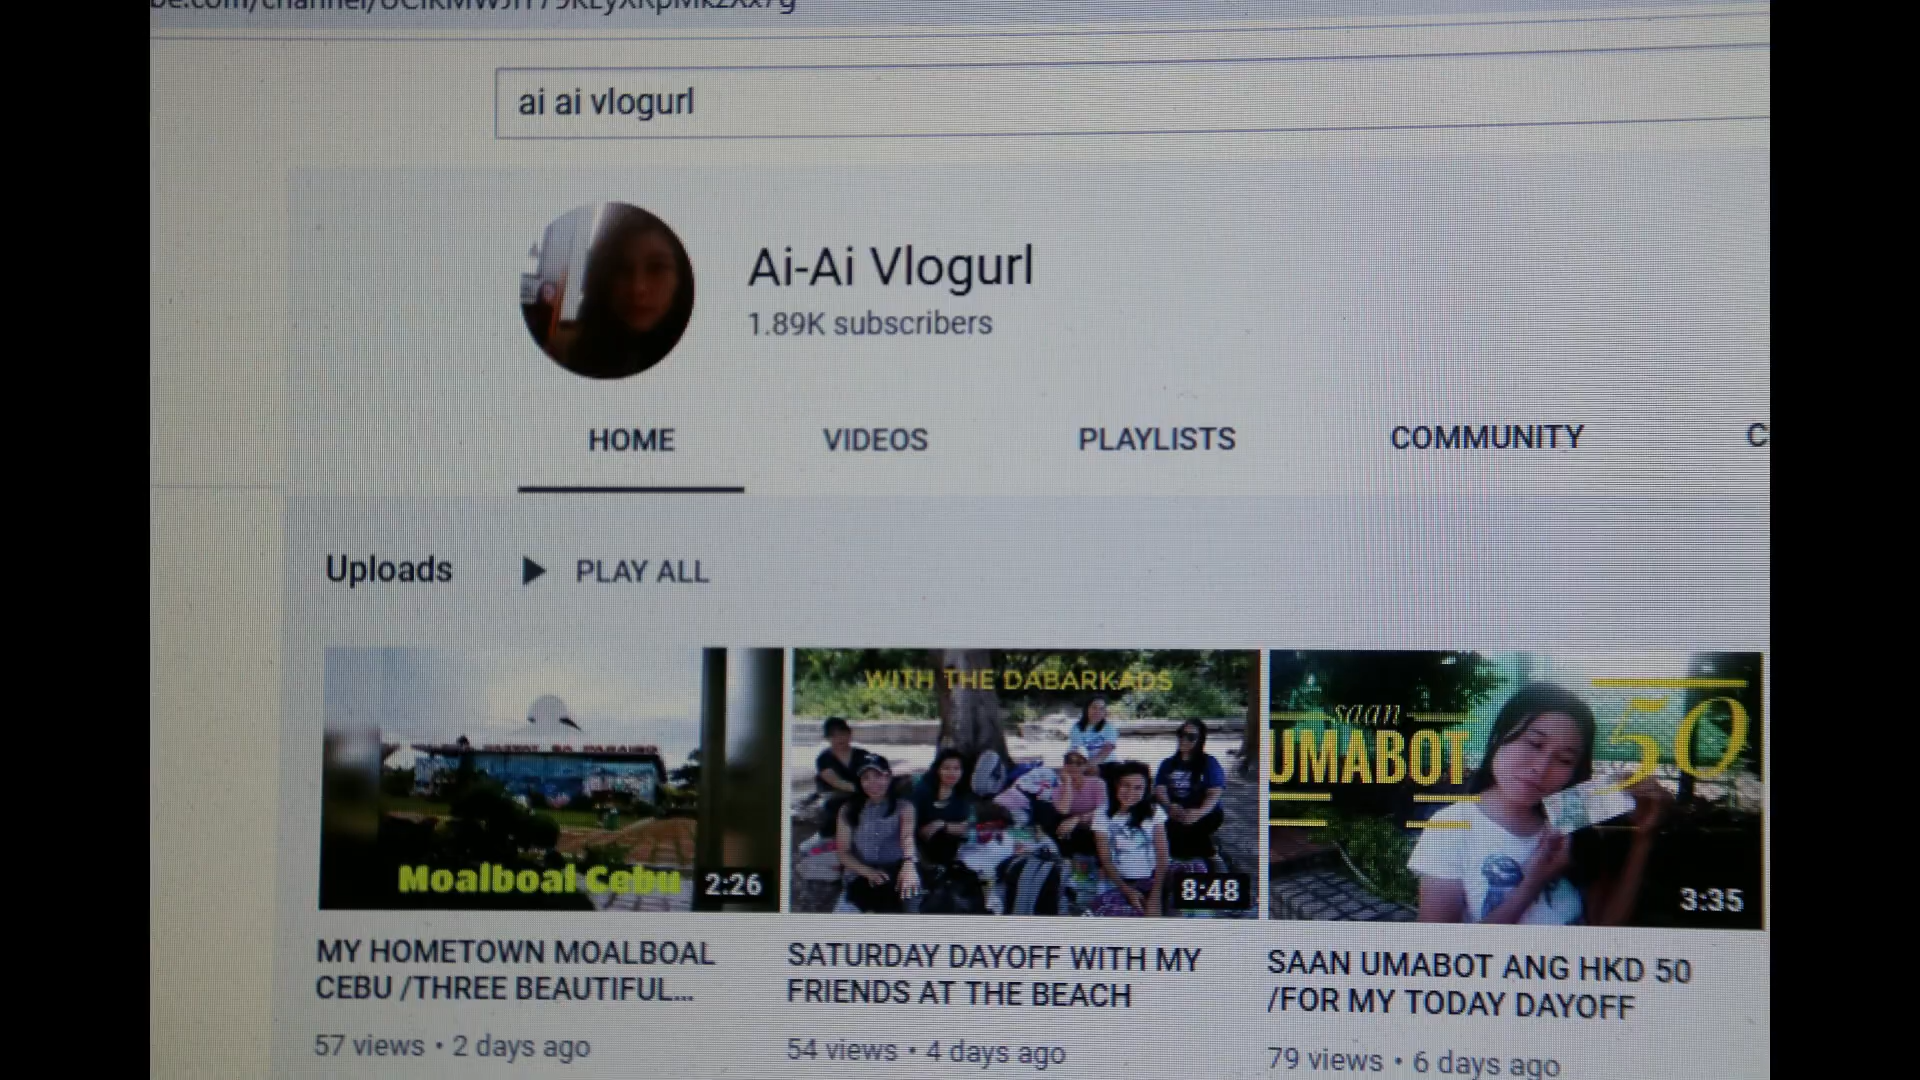 ai ai vlogurl
Ai-Ai Vlogurl
1.89K subscribers
HOME VIDEOS PLAYLISTS COMMUNITY C
Uploads PLAY ALL
Moalboal Cebu 2:26
WITH THE DABARKADS
8:48
saan
UMABOT
50
3:35
MY HOMETOWN MOALBOAL
CEBU /THREE BEAUTIFUL...
57 views • 2 days ago
SATURDAY DAYOFF WITH MY
FRIENDS AT THE BEACH
54 views • 4 days ago
SAAN UMABOT ANG HKD 50
/FOR MY TODAY DAYOFF
79 views • 6 days ago